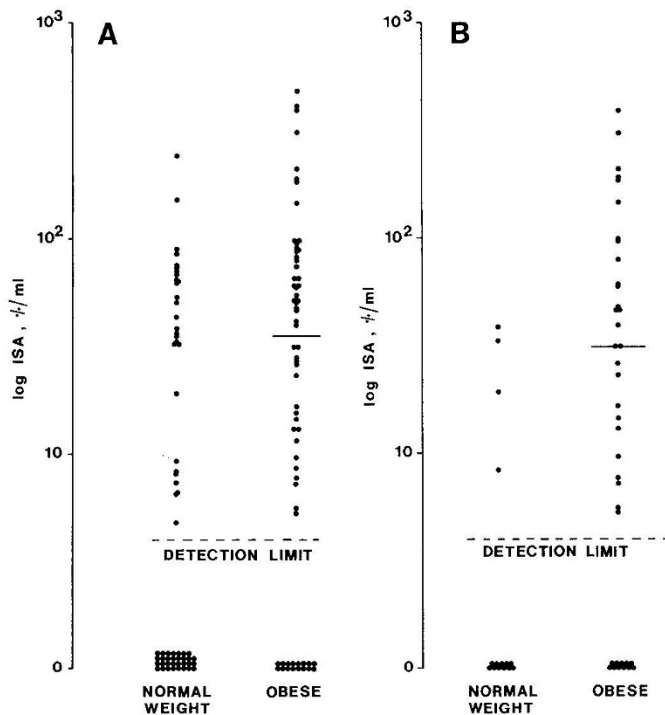 A
B
10³
10²
10
0
log ISA, ⊬/ml
DETECTION LIMIT
NORMAL WEIGHT
OBESE
10³
10²
10
0
log ISA, ⊬/ml
DETECTION LIMIT
NORMAL WEIGHT
OBESE